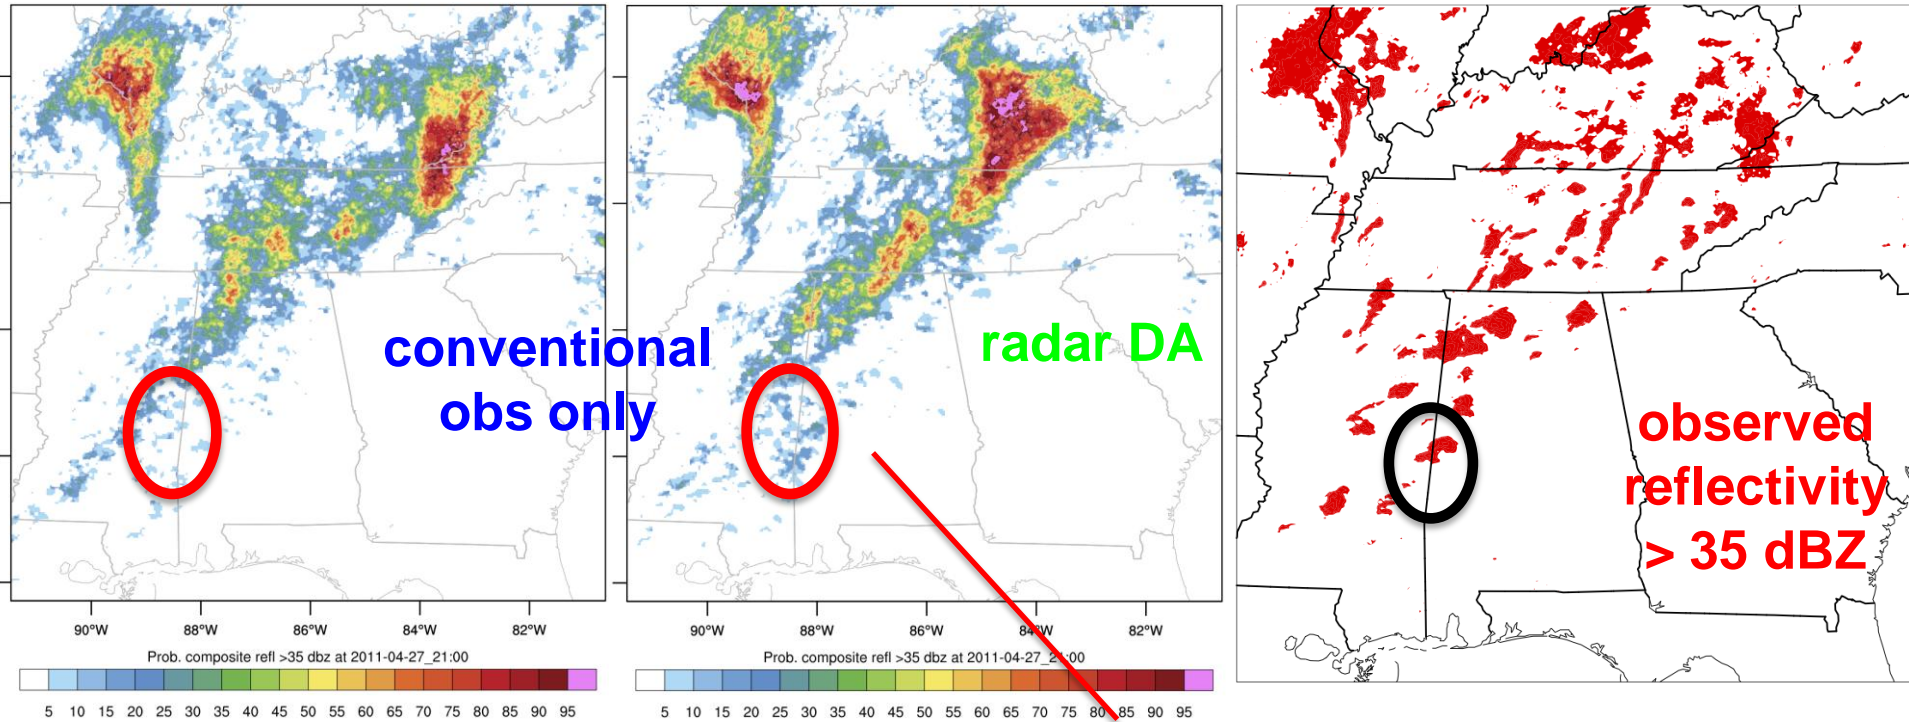 conventional
obs only
radar DA
observed
reflectivity
> 35 dBZ
90°W 88°W 86°W 84°W 82°W
90°W 88°W 86°W 84°W 82°W
Prob. composite refl >35 dbz at 2011-04-27_21:00
Prob. composite refl >35 dbz at 2011-04-27_21:00
5 10 15 20 25 30 35 40 45 50 55 60 65 70 75 80 85 90 95
5 10 15 20 25 30 35 40 45 50 55 60 65 70 75 80 85 90 95